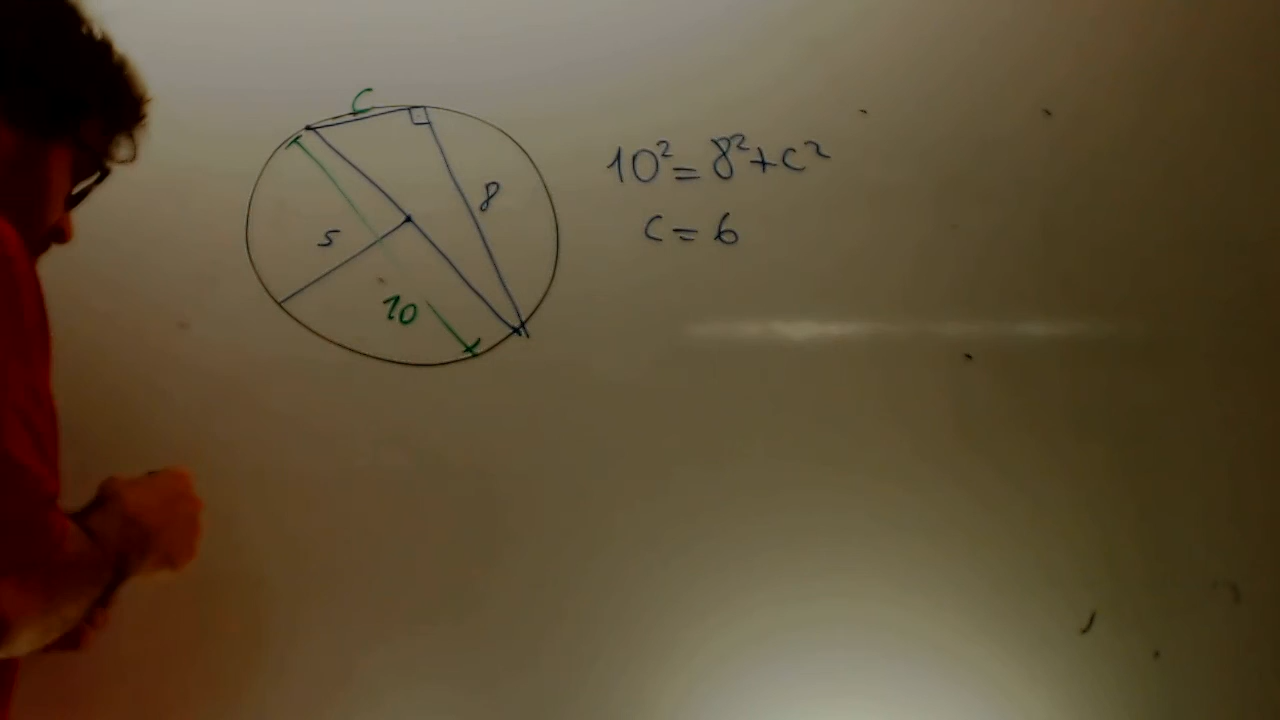 c
8
5
10
10² = 8² + c²
c = 6